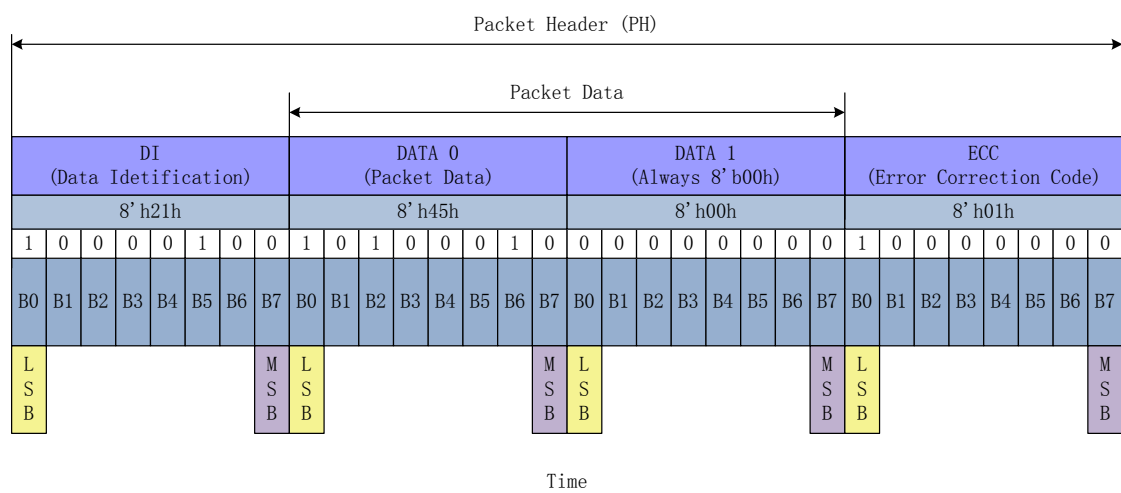 Packet Header (PH)
Packet Data
DI DATA 0 DATA 1 ECC
(Data Idetification) (Packet Data) (Always 8'b00h) (Error Correction Code)
8'h21h 8'h45h 8'h00h 8'h01h
1 0 0 0 0 1 0 0 1 0 1 0 0 0 1 0 0 0 0 0 0 0 0 0 1 0 0 0 0 0 0 0
B0 B1 B2 B3 B4 B5 B6 B7 B0 B1 B2 B3 B4 B5 B6 B7 B0 B1 B2 B3 B4 B5 B6 B7 B0 B1 B2 B3 B4 B5 B6 B7
L M L M L M L M
S S S S S S S S
B B B B B B B B
Time